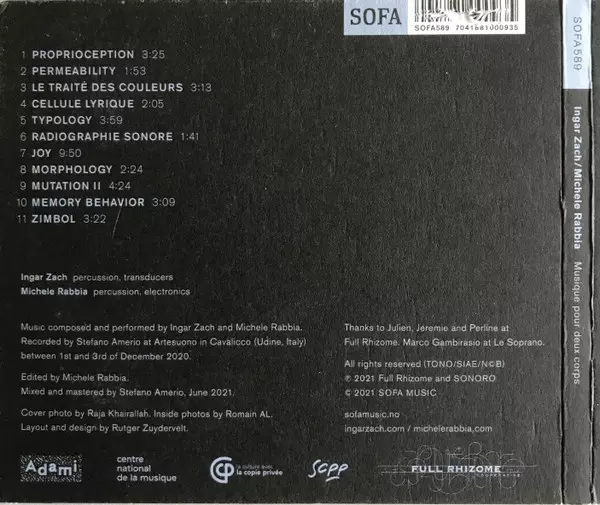 SOFA
SOFA589 7041881000935
1 PROPRIOCEPTION 3:25
2 PERMEABILITY 1:53
3 LE TRAITÉ DES COULEURS 3:13
4 CELLULE LYRIQUE 2:05
5 TYPOLOGY 3:59
6 RADIOGRAPHIE SONORE 1:41
7 JOY 9:50
8 MORPHOLOGY 2:24
9 MUTATION II 4:24
10 MEMORY BEHAVIOR 3:09
11 ZIMBOL 3:22
Ingar Zach percussion, transducers
Michele Rabbia percussion, electronics
Music composed and performed by Ingar Zach and Michele Rabbia.
Recorded by Stefano Amerio at Artesuono in Cavalicco (Udine, Italy)
between 1st and 3rd of December 2020.
Edited by Michele Rabbia.
Mixed and mastered by Stefano Amerio, June 2021.
Cover photo by Raja Khairallah. Inside photos by Romain AL.
Layout and design by Rutger Zuydervelt.
Thanks to Julien, Jeremie and Perline at
Full Rhizome. Marco Gambirasio at Le Soprano.
All rights reserved (TONO/SIAE/N©B)
℗ 2021 Full Rhizome and SONORO
© 2021 SOFA MUSIC
sofamusic.no
ingarzach.com / michelerabbia.com
Adami
centre
national
de la musique
la culture avec
la copie privée
scpp
FULL RHIZOME
SOFA589
Ingar Zach/Michele Rabbia Musique pour deux corps